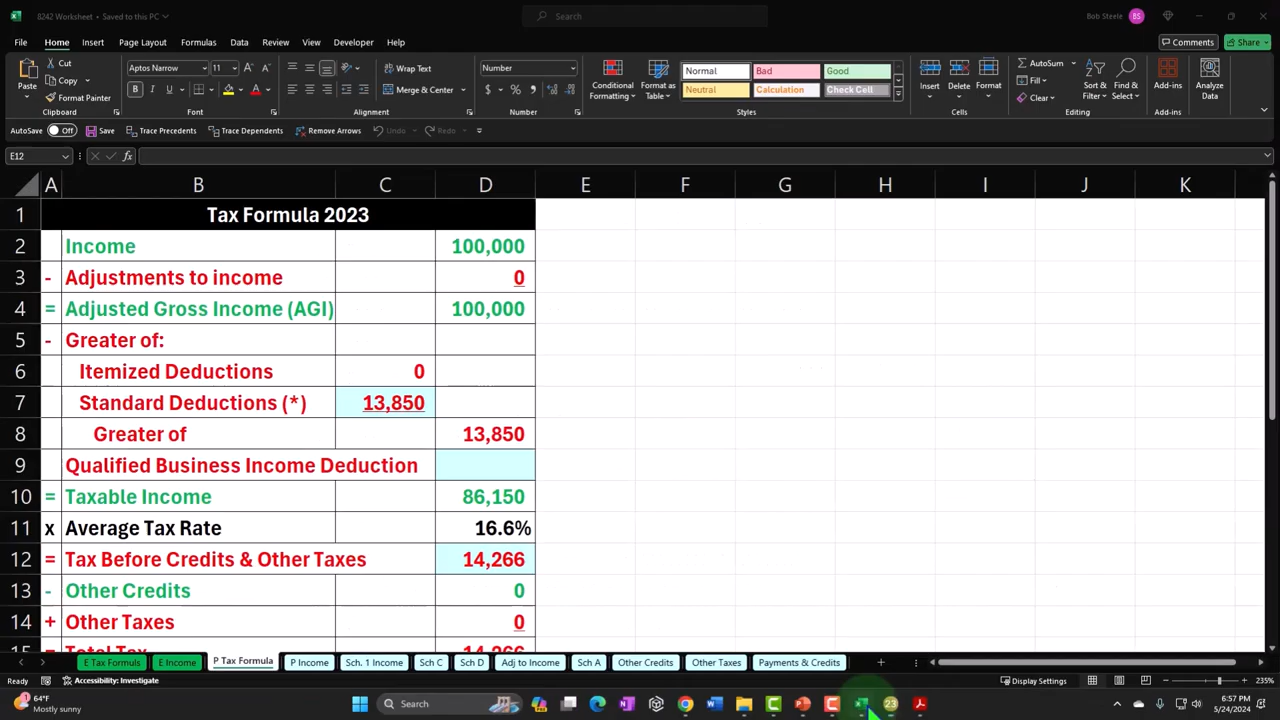 8242 Worksheet • Saved to this PC
Search
Bob Steele
BS
File Home Insert Page Layout Formulas Data Review View Developer Help
Comments Share
Paste
Cut
Copy
Format Painter
Clipboard
Aptos Narrow 11
B I U
Font
Wrap Text
Merge & Center
Alignment
Number
$ % 9
Number
Conditional Formatting
Format as Table
Normal Bad Good
Neutral Calculation Check Cell
Styles
Insert Delete Format
Cells
AutoSum
Fill
Clear
Sort & Filter
Find & Select
Editing
Add-ins
Add-ins
Analyze Data
AutoSave Off Save Trace Precedents Trace Dependents Remove Arrows Undo Redo
E12 fx
A B C D E F G H I J K
1 Tax Formula 2023
2 Income 100,000
3 - Adjustments to income 0
4 = Adjusted Gross Income (AGI) 100,000
5 - Greater of:
6 Itemized Deductions 0
7 Standard Deductions (*) 13,850
8 Greater of 13,850
9 Qualified Business Income Deduction
10 = Taxable Income 86,150
11 x Average Tax Rate 16.6%
12 = Tax Before Credits & Other Taxes 14,266
13 - Other Credits 0
14 + Other Taxes 0
15 = Total Tax 14,266
E Tax Formuls E Income P Tax Formula P Income Sch. 1 Income Sch C Sch D Adj to Income Sch A Other Credits Other Taxes Payments & Credits
Ready Accessibility: Investigate Display Settings 235%
1 64°F
Mostly sunny
Search
23
6:57 PM
5/24/2024